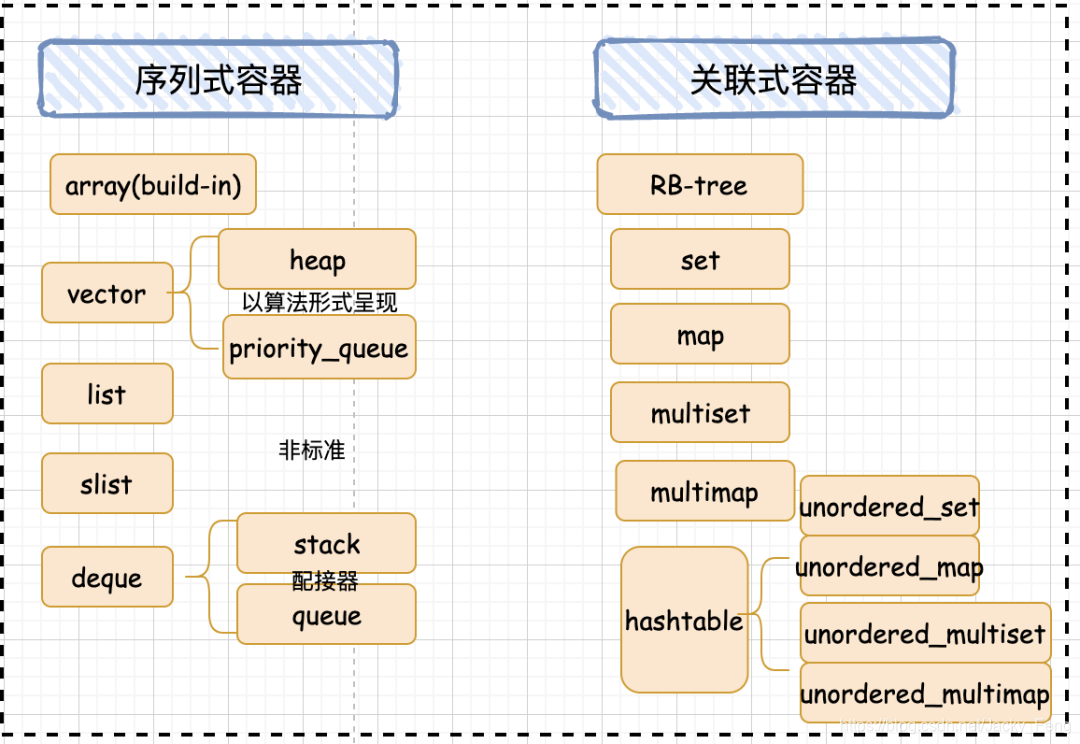 序列式容器
array(build-in)
vector
heap
以算法形式呈现
priority_queue
list
非标准
slist
deque
stack
配接器
queue
关联式容器
RB-tree
set
map
multiset
multimap
hashtable
unordered_set
unordered_map
unordered_multiset
unordered_multimap